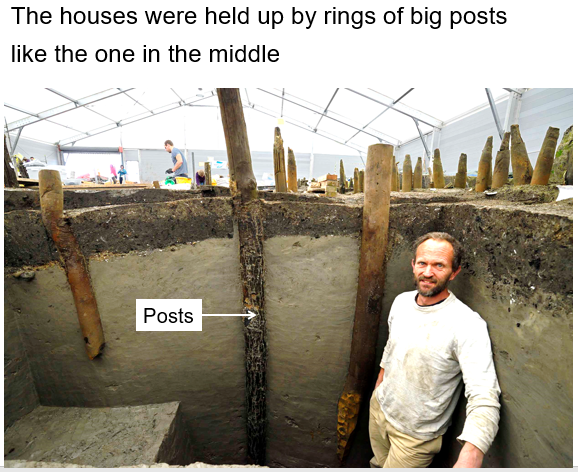 The houses were held up by rings of big posts
like the one in the middle
Posts